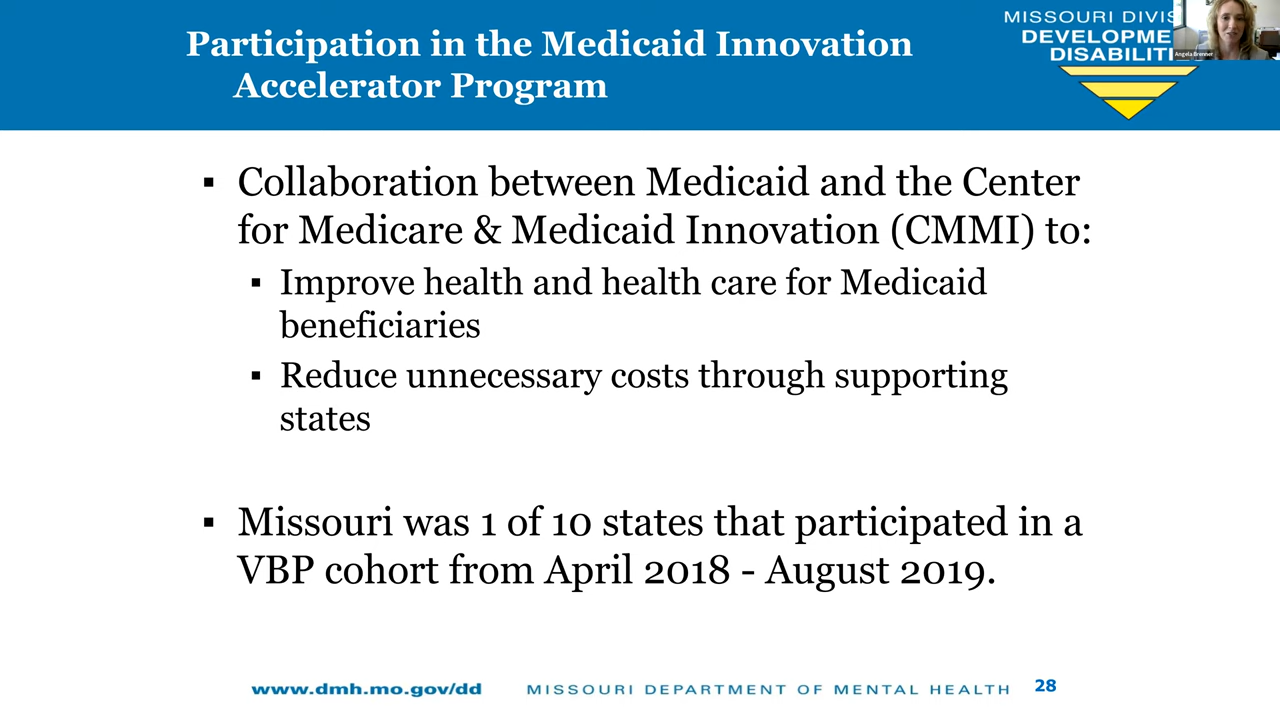 Participation in the Medicaid Innovation
Accelerator Program
MISSOURI
DISABILITI
Angela Brenner
▪ Collaboration between Medicaid and the Center
for Medicare & Medicaid Innovation (CMMI) to:
▪ Improve health and health care for Medicaid
beneficiaries
▪ Reduce unnecessary costs through supporting
states
▪ Missouri was 1 of 10 states that participated in a
VBP cohort from April 2018 - August 2019.
www.dmh.mo.gov/dd MISSOURI DEPARTMENT OF MENTAL HEALTH 28